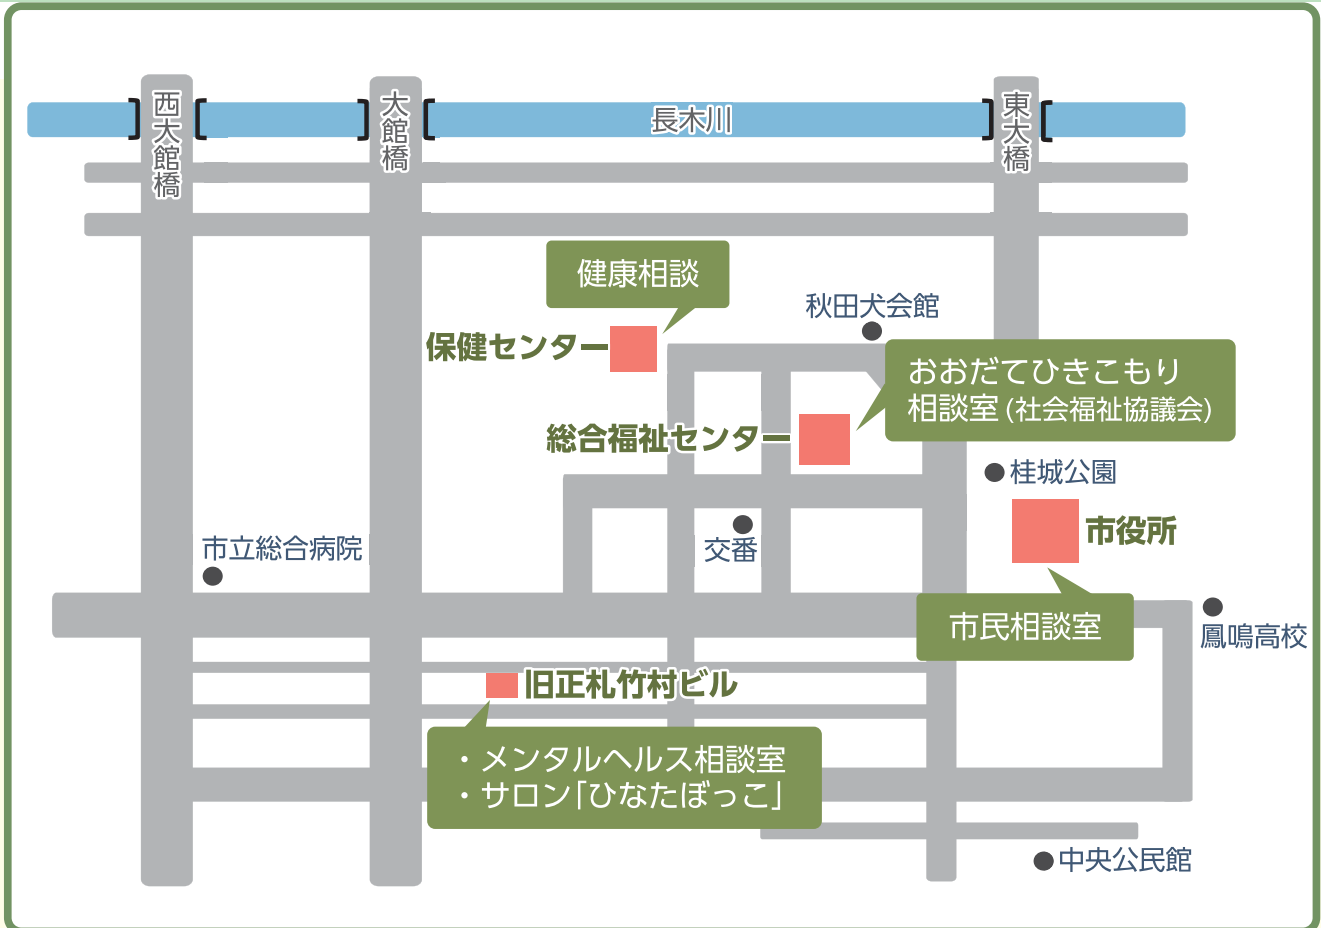 西大館橋
大館橋
長木川
東大橋
健康相談
秋田犬会館
保健センター
おおだてひきこもり
相談室(社会福祉協議会)
総合福祉センター
桂城公園
市役所
交番
市立総合病院
市民相談室
鳳鳴高校
旧正札竹村ビル
・メンタルヘルス相談室
・サロン「ひなたぼっこ」
中央公民館